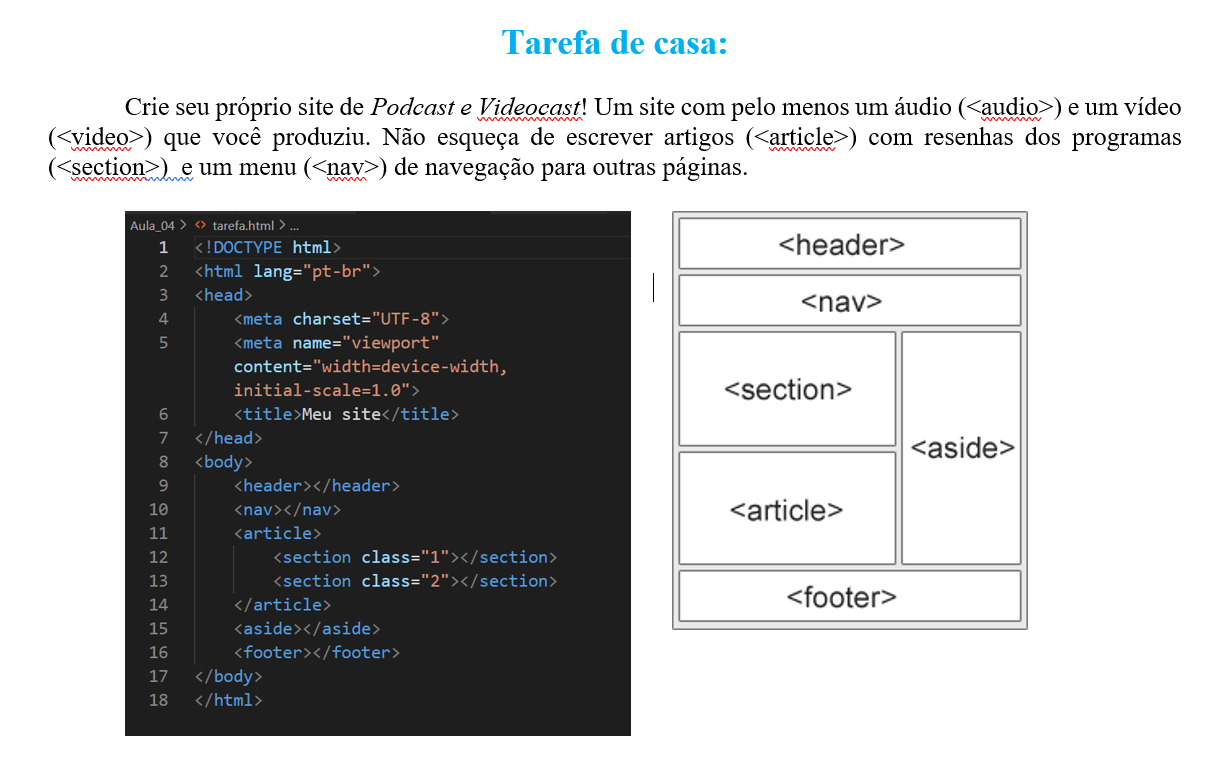 Tarefa de casa:
Crie seu próprio site de Podcast e Videocast! Um site com pelo menos um áudio (<audio>) e um vídeo
(<video>) que você produziu. Não esqueça de escrever artigos (<article>) com resenhas dos programas
(<section>) e um menu (<nav>) de navegação para outras páginas.
Aula_04 > <> tarefa.html > ...
1 <!DOCTYPE html>
2 <html lang="pt-br">
3 <head>
4 <meta charset="UTF-8">
5 <meta name="viewport"
content="width=device-width,
initial-scale=1.0">
6 <title>Meu site</title>
7 </head>
8 <body>
9 <header></header>
10 <nav></nav>
11 <article>
12 <section class="1"></section>
13 <section class="2"></section>
14 </article>
15 <aside></aside>
16 <footer></footer>
17 </body>
18 </html>
<header>
<nav>
<section>
<aside>
<article>
<footer>